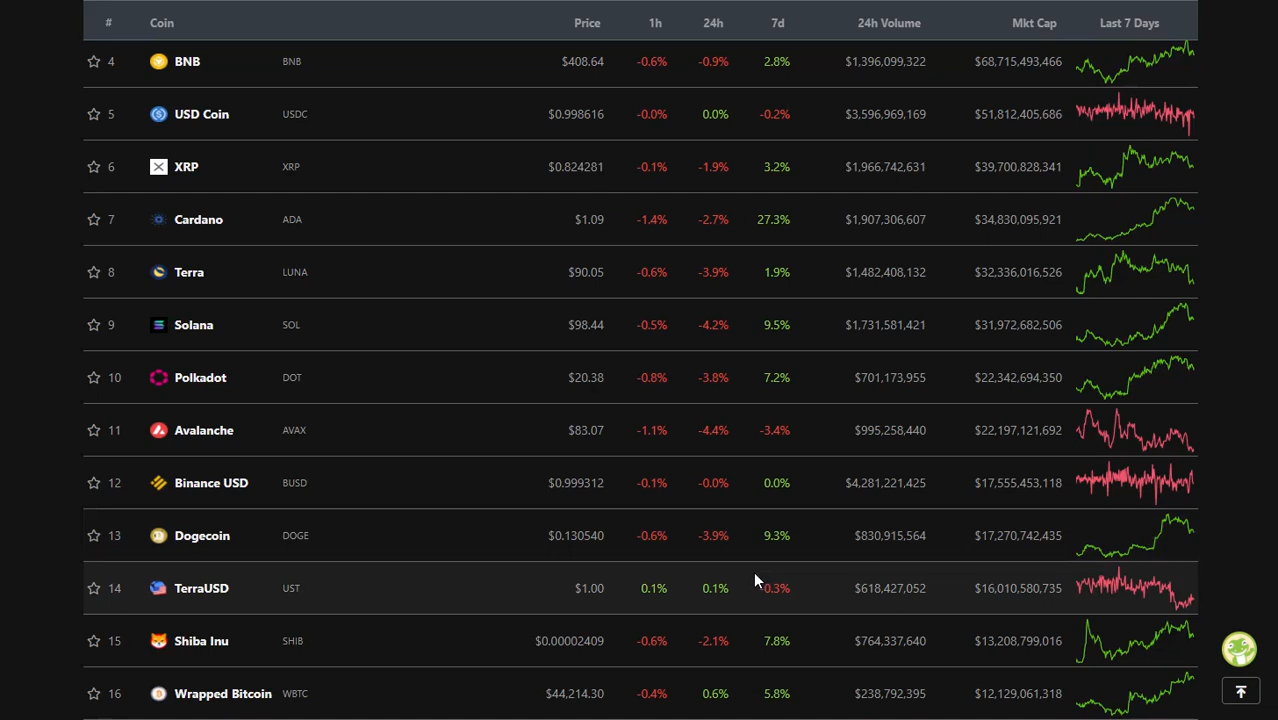 # Coin Price 1h 24h 7d 24h Volume Mkt Cap Last 7 Days
4 BNB BNB $408.64 -0.6% -0.9% 2.8% $1,396,099,322 $68,715,493,466
5 USD Coin USDC $0.998616 -0.0% 0.0% -0.2% $3,596,969,169 $51,812,405,686
6 XRP XRP $0.824281 -0.1% -1.9% 3.2% $1,966,742,631 $39,700,828,341
7 Cardano ADA $1.09 -1.4% -2.7% 27.3% $1,907,306,607 $34,830,095,921
8 Terra LUNA $90.05 -0.6% -3.9% 1.9% $1,482,408,132 $32,336,016,526
9 Solana SOL $98.44 -0.5% -4.2% 9.5% $1,731,581,421 $31,972,682,506
10 Polkadot DOT $20.38 -0.8% -3.8% 7.2% $701,173,955 $22,342,694,350
11 Avalanche AVAX $83.07 -1.1% -4.4% -3.4% $995,258,440 $22,197,121,692
12 Binance USD BUSD $0.999312 -0.1% -0.0% 0.0% $4,281,221,425 $17,555,453,118
13 Dogecoin DOGE $0.130540 -0.6% -3.9% 9.3% $830,915,564 $17,270,742,435
14 TerraUSD UST $1.00 0.1% 0.1% 0.3% $618,427,052 $16,010,580,735
15 Shiba Inu SHIB $0.00002409 -0.6% -2.1% 7.8% $764,337,640 $13,208,799,016
16 Wrapped Bitcoin WBTC $44,214.30 -0.4% 0.6% 5.8% $238,792,395 $12,129,061,318